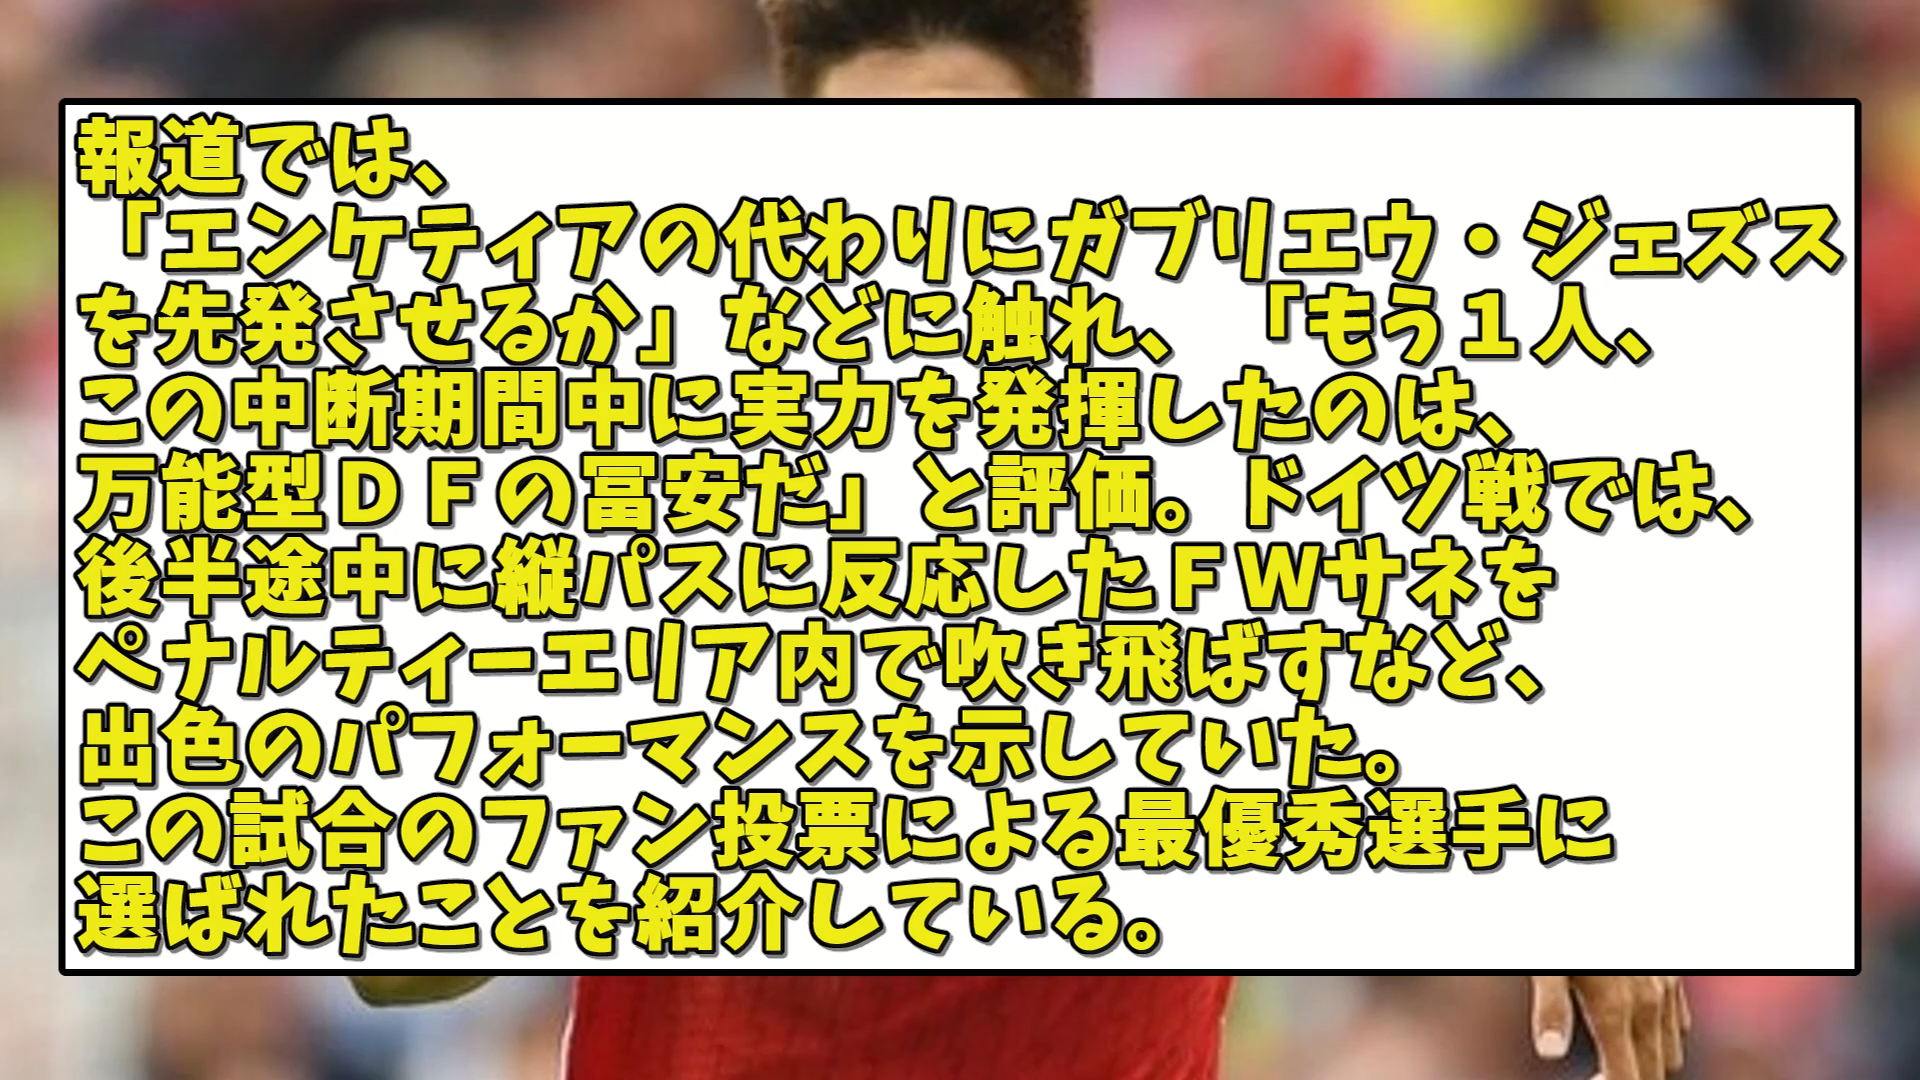 報道では、
「エンケティアの代わりにガブリエウ・ジェズス
を先発させるか」などに触れ、「もう１人、
この中断期間中に実力を発揮したのは、
万能型ＤＦの冨安だ」と評価。ドイツ戦では、
後半途中に縦パスに反応したＦＷサネを
ペナルティーエリア内で吹き飛ばすなど、
出色のパフォーマンスを示していた。
この試合のファン投票による最優秀選手に
選ばれたことを紹介している。